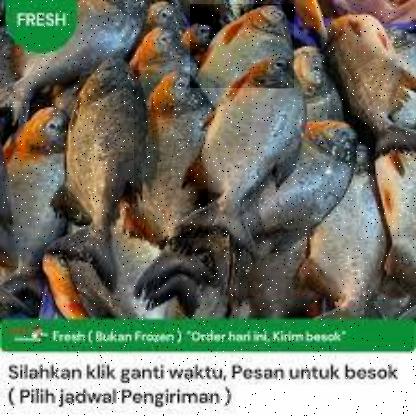 FRESH
Fresh ( Bukan Frozen ) "Order hari ini, Kirim besok"
Silahkan klik ganti waktu, Pesan untuk besok
( Pilih jadwal Pengiriman )